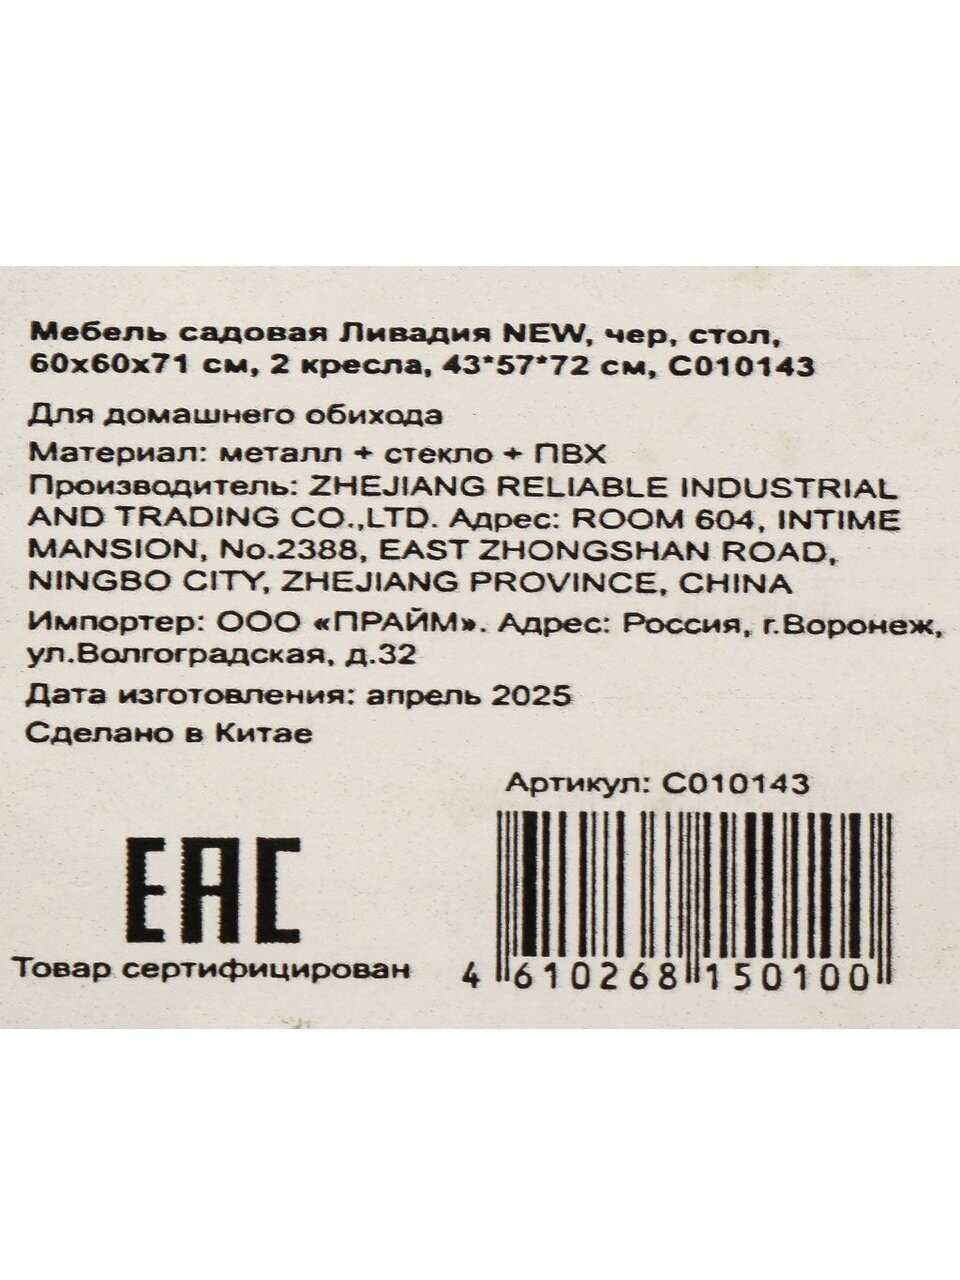 Мебель садовая Ливадия NEW, чер, стол,
60х60х71 см, 2 кресла, 43*57*72 см, С010143
Для домашнего обихода
Материал: металл + стекло + ПВХ
Производитель: ZHEJIANG RELIABLE INDUSTRIAL
AND TRADING CO.,LTD. Адрес: ROOM 604, INTIME
MANSION, No.2388, EAST ZHONGSHAN ROAD,
NINGBO CITY, ZHEJIANG PROVINCE, CHINA
Импортер: ООО «ПРАЙМ». Адрес: Россия, г.Воронеж,
ул.Волгоградская, д.32
Дата изготовления: апрель 2025
Сделано в Китае
Артикул: С010143
EAC
Товар сертифицирован
4 610268 150100